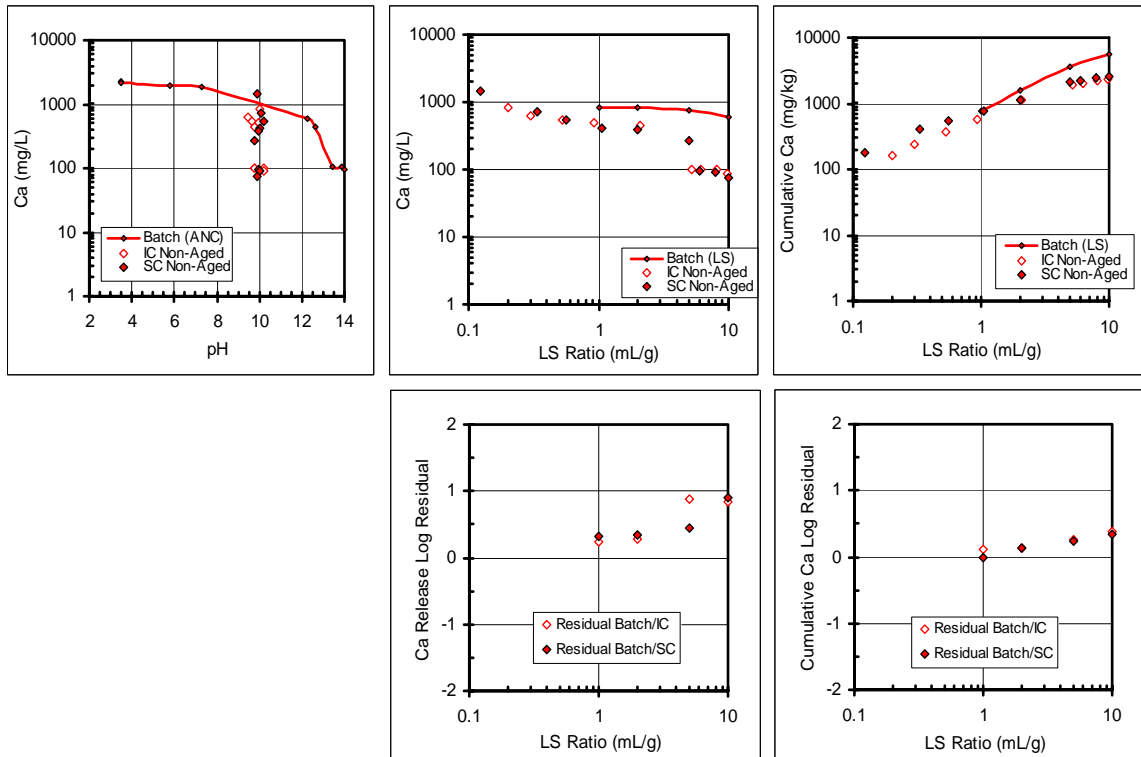 10000
1000
100
10
1
Ca (mg/L)
Batch (ANC)
IC Non-Aged
SC Non-Aged
2 4 6 8 10 12 14
pH
10000
1000
100
10
1
Ca (mg/L)
Batch (LS)
IC Non-Aged
SC Non-Aged
0.1 1 10
LS Ratio (mL/g)
10000
1000
100
10
1
Cumulative Ca (mg/kg)
Batch (LS)
IC Non-Aged
SC Non-Aged
0.1 1 10
LS Ratio (mL/g)
2
1
0
-1
-2
Ca Release Log Residual
Residual Batch/IC
Residual Batch/SC
0.1 1 10
LS Ratio (mL/g)
2
1
0
-1
-2
Cumulative Ca Log Residual
Residual Batch/IC
Residual Batch/SC
0.1 1 10
LS Ratio (mL/g)